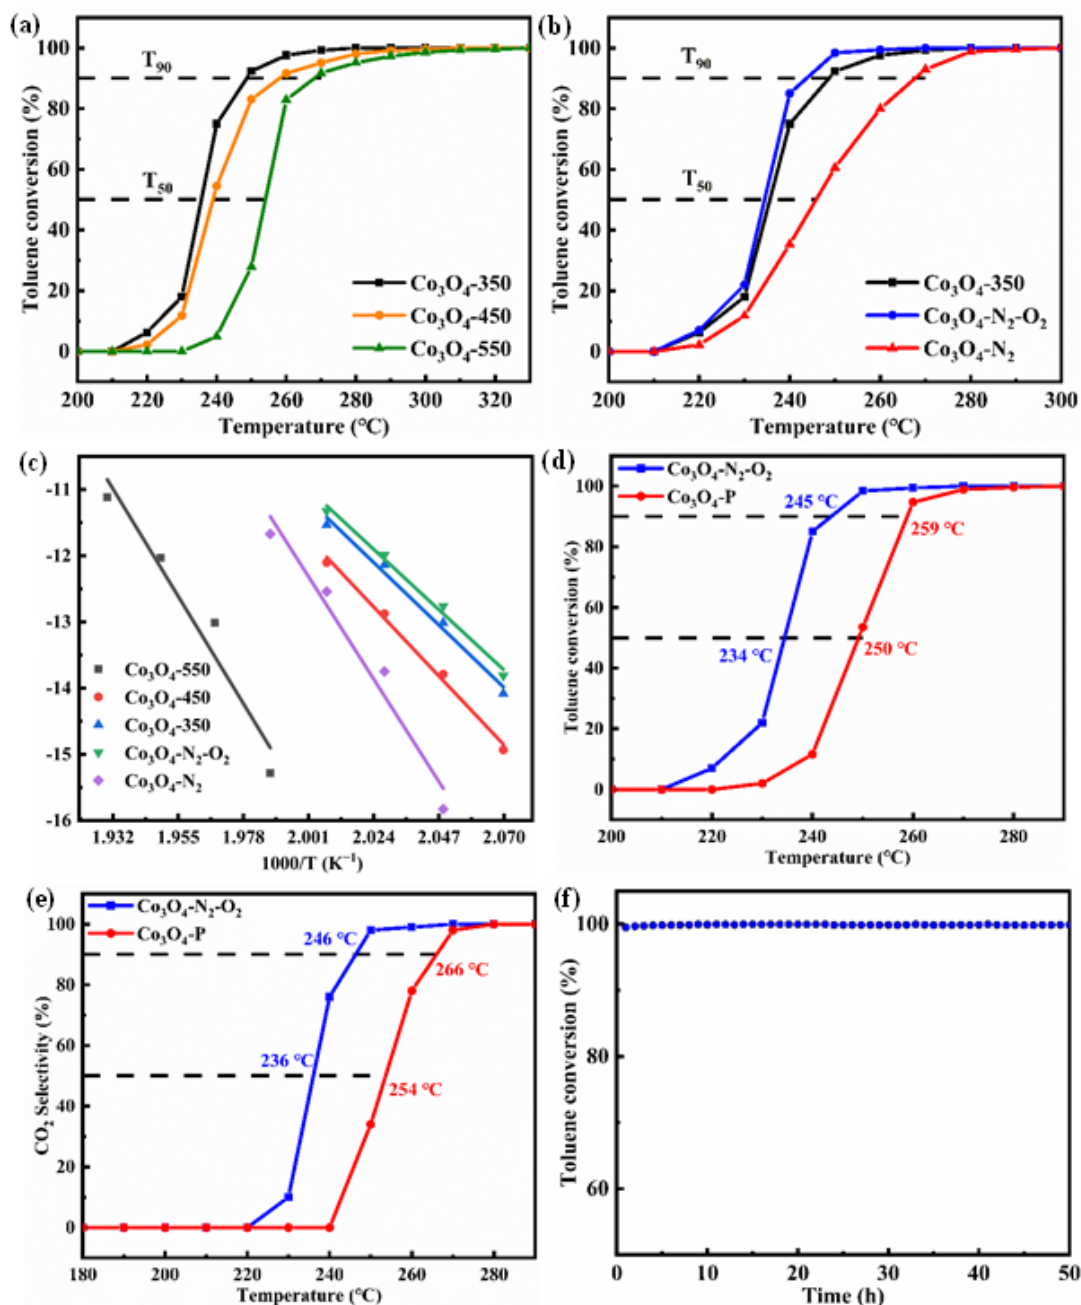 (a)
100
80
60
40
20
0
Toluene conversion (%)
T90
T50
Co3O4-350
Co3O4-450
Co3O4-550
200 220 240 260 280 300 320
Temperature (°C)
(b)
100
80
60
40
20
0
Toluene conversion (%)
T90
T50
Co3O4-350
Co3O4-N2-O2
Co3O4-N2
200 220 240 260 280 300
Temperature (°C)
(c)
-11
-12
-13
-14
-15
-16
Co3O4-550
Co3O4-450
Co3O4-350
Co3O4-N2-O2
Co3O4-N2
1.932 1.955 1.978 2.001 2.024 2.047 2.070
1000/T (K⁻¹)
(d)
Co3O4-N2-O2
Co3O4-P
100
80
60
40
20
0
Toluene conversion (%)
245 °C
259 °C
234 °C
250 °C
200 220 240 260 280
Temperature (°C)
(e)
Co3O4-N2-O2
Co3O4-P
100
80
60
40
20
0
CO2 Selectivity (%)
246 °C
266 °C
236 °C
254 °C
180 200 220 240 260 280
Temperature (°C)
(f)
100
80
60
Toluene conversion (%)
0 10 20 30 40 50
Time (h)